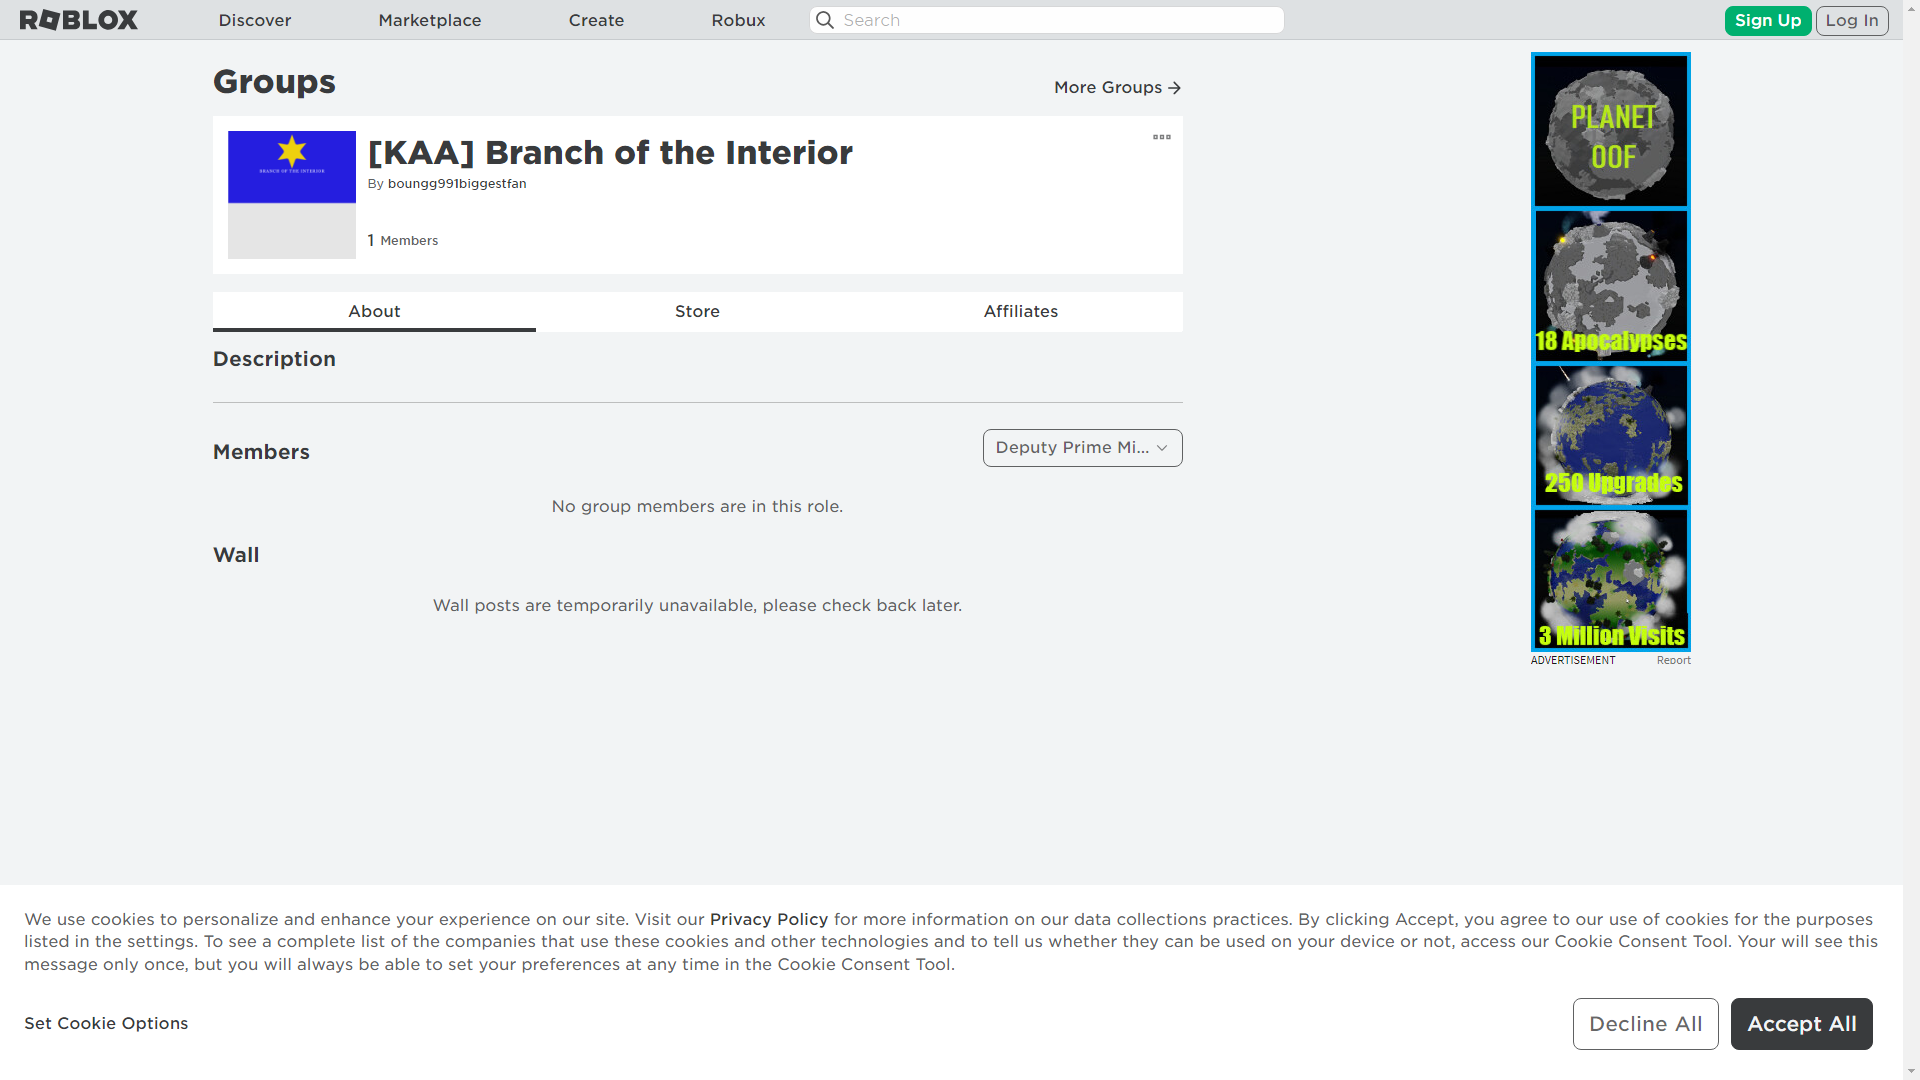 ROBLOX
Discover
Marketplace
Create
Robux
Search
Sign Up
Log In
Groups
More Groups
BRANCH OF THE INTERIOR
[KAA] Branch of the Interior
By boungg991biggestfan
1 Members
About
Store
Affiliates
Description
Members
Deputy Prime Mi...
No group members are in this role.
Wall
Wall posts are temporarily unavailable, please check back later.
PLANET
OOF
18 Apocalypses
250 Upgrades
3 Million Visits
ADVERTISEMENT
Report
We use cookies to personalize and enhance your experience on our site. Visit our Privacy Policy for more information on our data collections practices. By clicking Accept, you agree to our use of cookies for the purposes
listed in the settings. To see a complete list of the companies that use these cookies and other technologies and to tell us whether they can be used on your device or not, access our Cookie Consent Tool. Your will see this
message only once, but you will always be able to set your preferences at any time in the Cookie Consent Tool.
Set Cookie Options
Decline All
Accept All